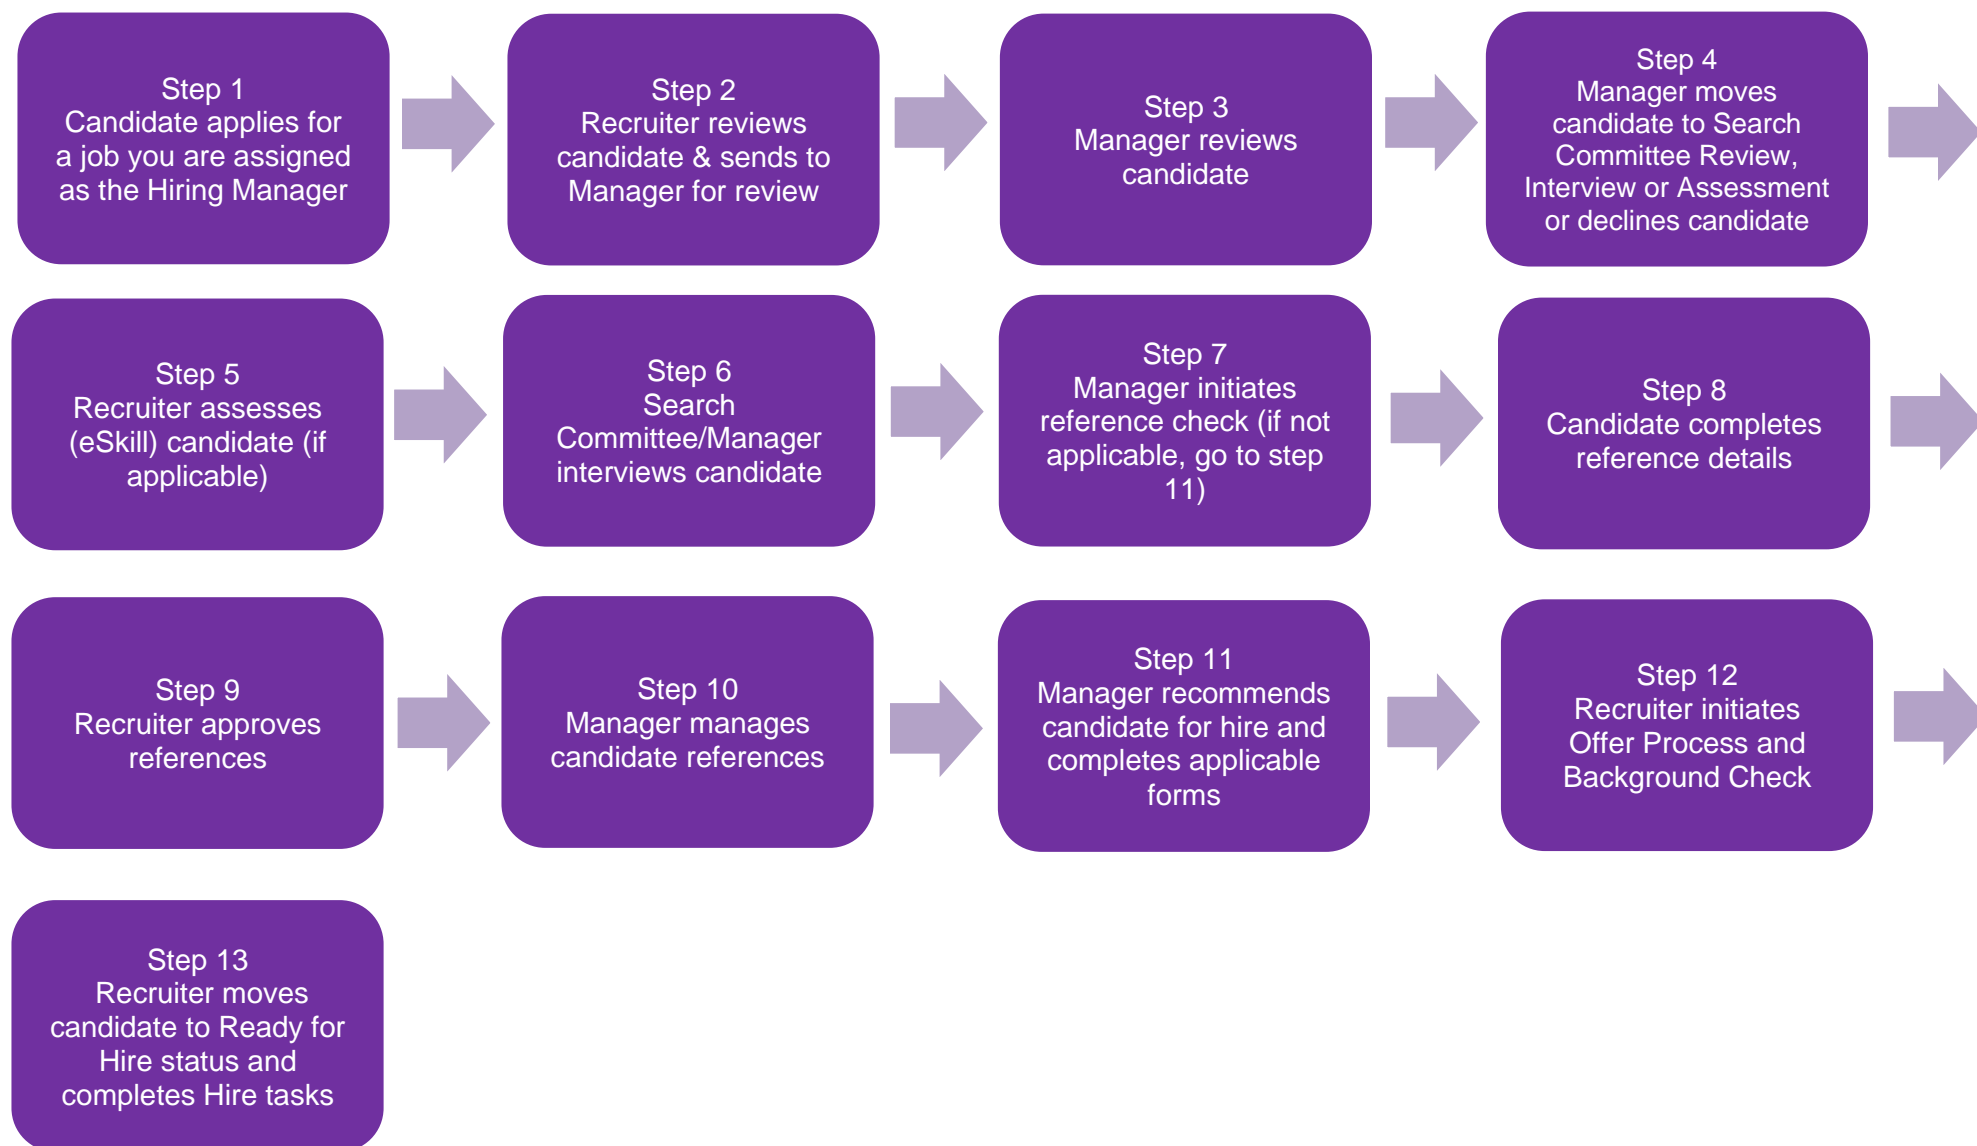 Step 1
Candidate applies for
a job you are assigned
as the Hiring Manager
Step 2
Recruiter reviews
candidate & sends to
Manager for review
Step 3
Manager reviews
candidate
Step 4
Manager moves
candidate to Search
Committee Review,
Interview or Assessment
or declines candidate
Step 5
Recruiter assesses
(eSkill) candidate (if
applicable)
Step 6
Search
Committee/Manager
interviews candidate
Step 7
Manager initiates
reference check (if not
applicable, go to step
11)
Step 8
Candidate completes
reference details
Step 9
Recruiter approves
references
Step 10
Manager manages
candidate references
Step 11
Manager recommends
candidate for hire and
completes applicable
forms
Step 12
Recruiter initiates
Offer Process and
Background Check
Step 13
Recruiter moves
candidate to Ready for
Hire status and
completes Hire tasks